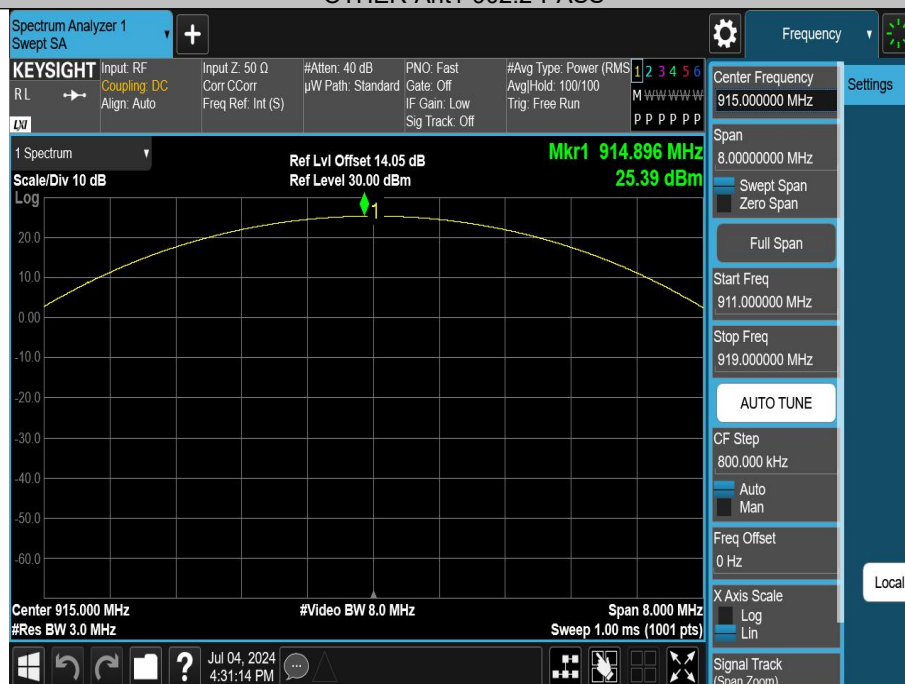 Spectrum Analyzer 1
Swept SA
+
Frequency
KEYSIGHT
RL
LXI
Input: RF
Coupling: DC
Align: Auto
Input Z: 50 Ω
Corr CCorr
Freq Ref: Int (S)
#Atten: 40 dB
µW Path: Standard
PNO: Fast
Gate: Off
IF Gain: Low
Sig Track: Off
#Avg Type: Power (RMS
Avg|Hold: 100/100
Trig: Free Run
1 2 3 4 5 6
M W W W W W
P P P P P P
1 Spectrum
Scale/Div 10 dB
Log
Ref Lvl Offset 14.05 dB
Ref Level 30.00 dBm
Mkr1 914.896 MHz
25.39 dBm
1
20.0
10.0
0.00
-10.0
-20.0
-30.0
-40.0
-50.0
-60.0
Center 915.000 MHz
#Res BW 3.0 MHz
#Video BW 8.0 MHz
Span 8.000 MHz
Sweep 1.00 ms (1001 pts)
Center Frequency
915.000000 MHz
Span
8.00000000 MHz
Swept Span
Zero Span
Full Span
Start Freq
911.000000 MHz
Stop Freq
919.000000 MHz
AUTO TUNE
CF Step
800.000 kHz
Auto
Man
Freq Offset
0 Hz
X Axis Scale
Log
Lin
Signal Track
(Span Zoom)
Settings
Local
?
Jul 04, 2024
4:31:14 PM